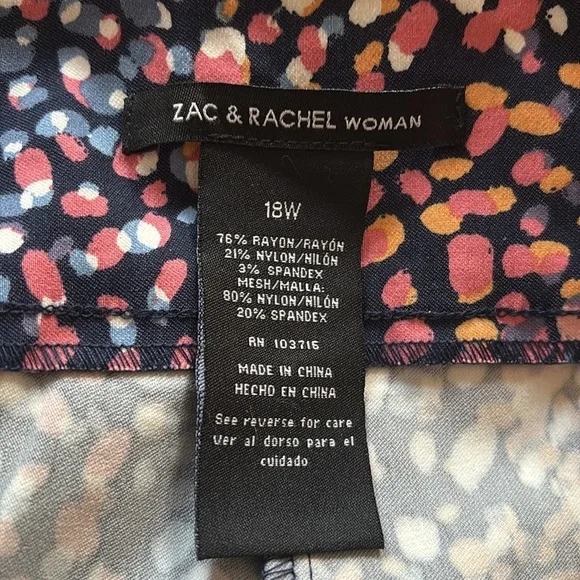 ZAC & RACHEL WOMAN
18W
76% RAYON/RAYÓN
21% NYLON/NILÓN
3% SPANDEX
MESH/MALLA:
80% NYLON/NILÓN
20% SPANDEX
RN 103715
MADE IN CHINA
HECHO EN CHINA
See reverse for care
Ver al dorso para el
cuidado